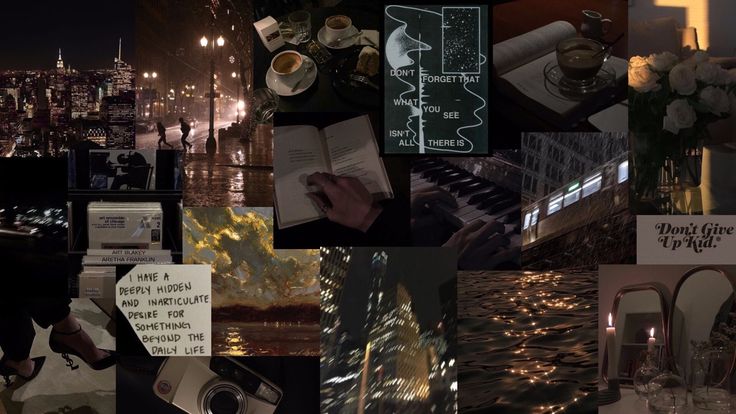 DON'T
FORGET THAT
WHAT
YOU
SEE
ISN'T
ALL
THERE IS
Don't Give
Up Kid.®
ART BLAKEY
ARETHA FRANKLIN
I HAVE A
DEEPLY HIDDEN
AND INARTICULATE
DESIRE FOR
SOMETHING
BEYOND THE
DAILY LIFE